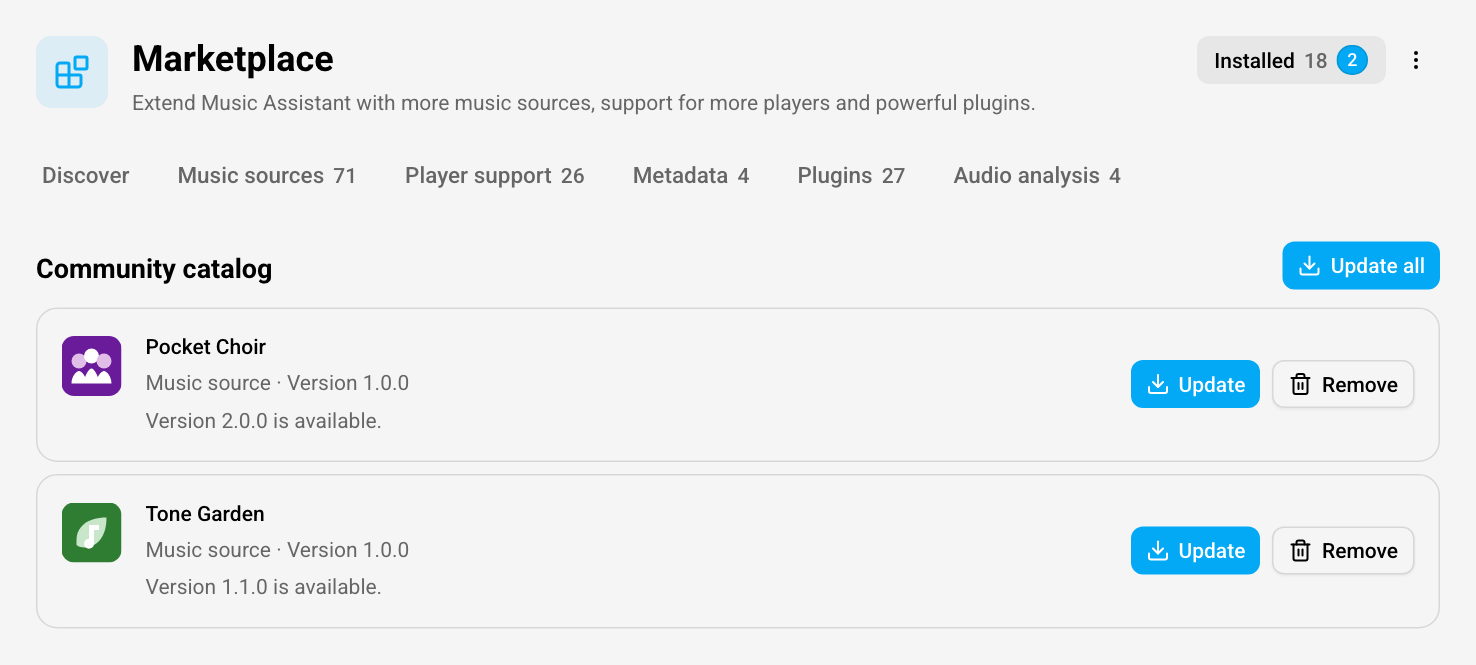 Marketplace
Extend Music Assistant with more music sources, support for more players and powerful plugins.
Installed 18 2
Discover Music sources 71 Player support 26 Metadata 4 Plugins 27 Audio analysis 4
Community catalog
Update all
Pocket Choir
Music source · Version 1.0.0
Version 2.0.0 is available.
Update Remove
Tone Garden
Music source · Version 1.0.0
Version 1.1.0 is available.
Update Remove